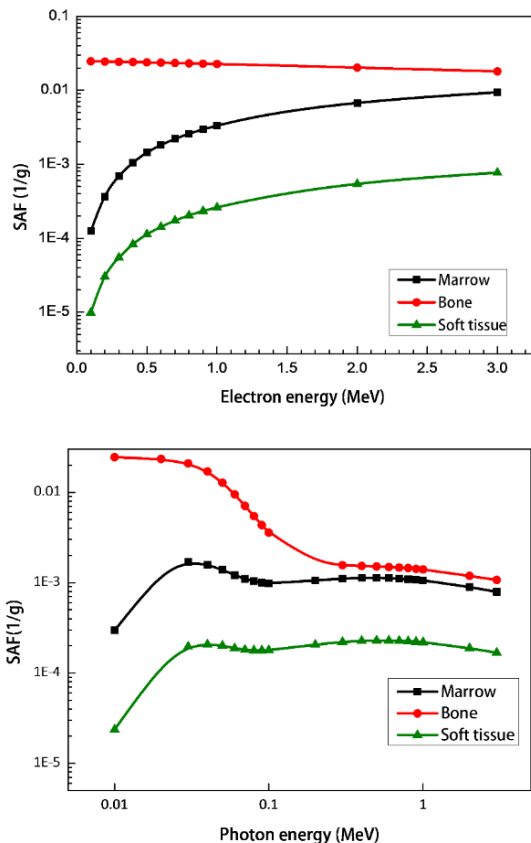 0.1
0.01
1E-3
1E-4
1E-5
SAF (1/g)
0.0 0.5 1.0 1.5 2.0 2.5 3.0
Electron energy (MeV)
Marrow
Bone
Soft tissue
0.01
1E-3
1E-4
1E-5
SAF(1/g)
0.01 0.1 1
Photon energy (MeV)
Marrow
Bone
Soft tissue